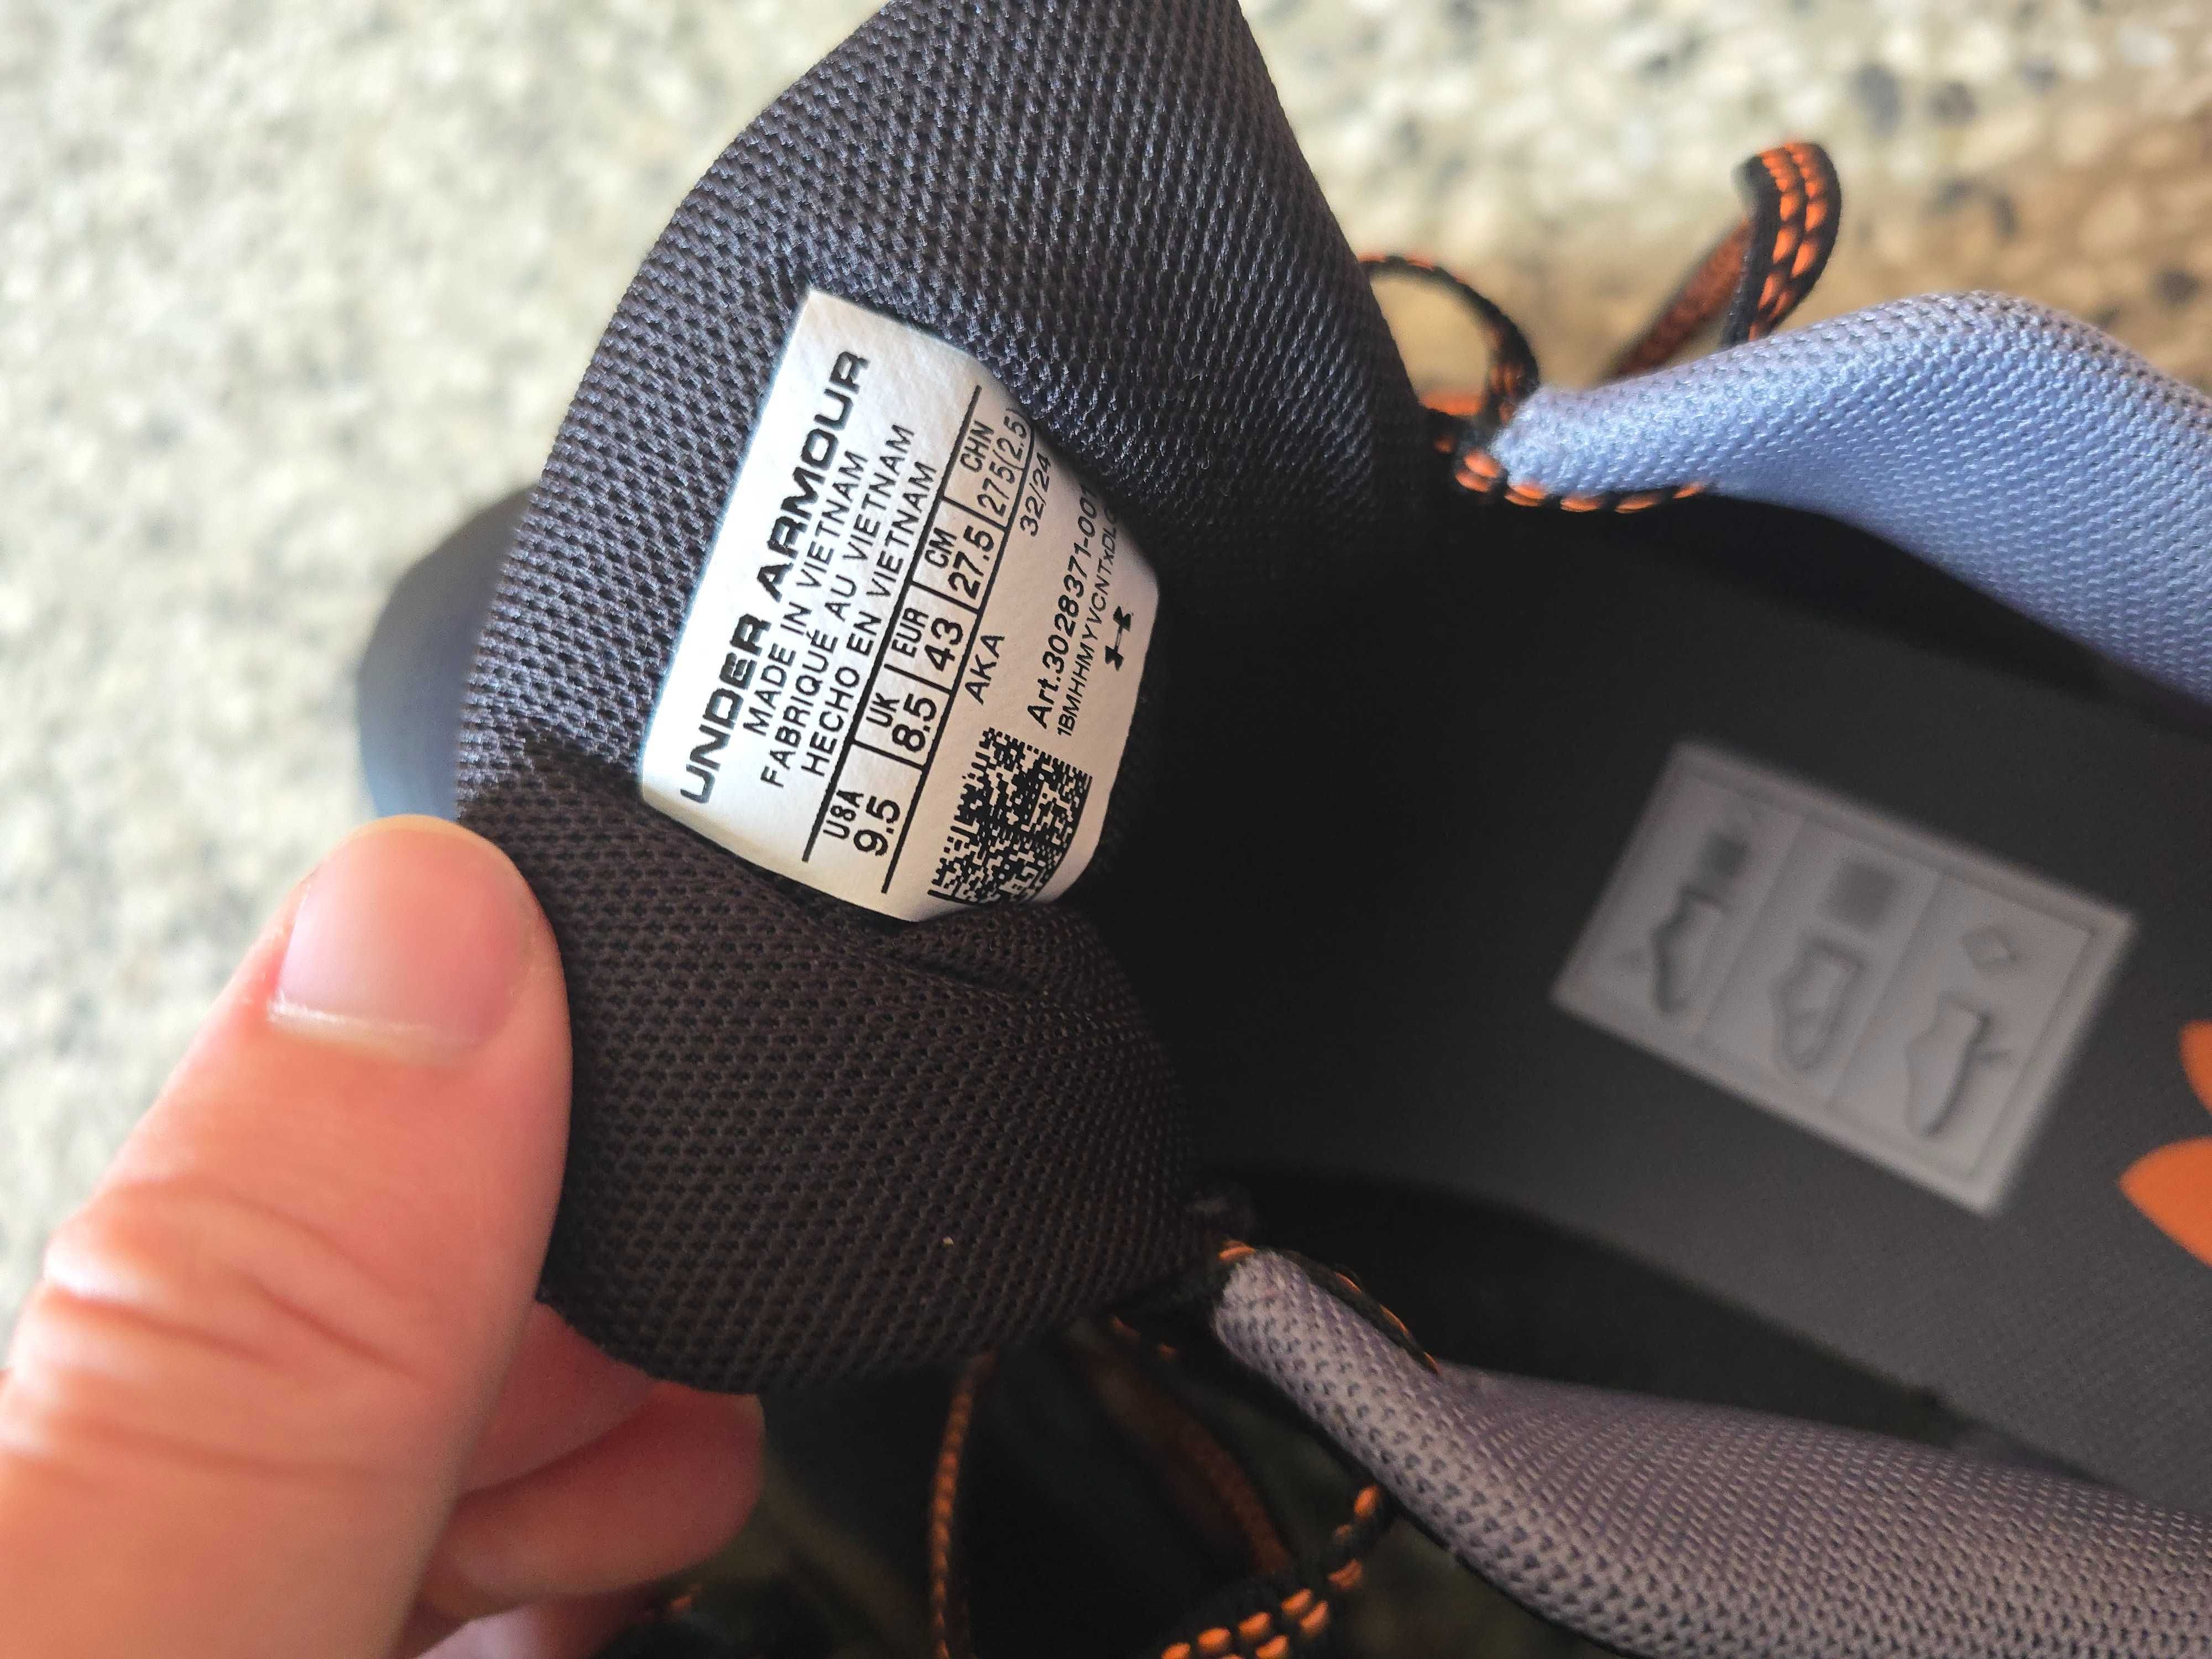 UNDER ARMOUR
MADE IN VIETNAM
FABRIQUÉ AU VIETNAM
HECHO EN VIETNAM
USA UK EUR CM CHN
9.5 8.5 43 27.5 275(2.5)
AKA 32/24
Art.3028371-001